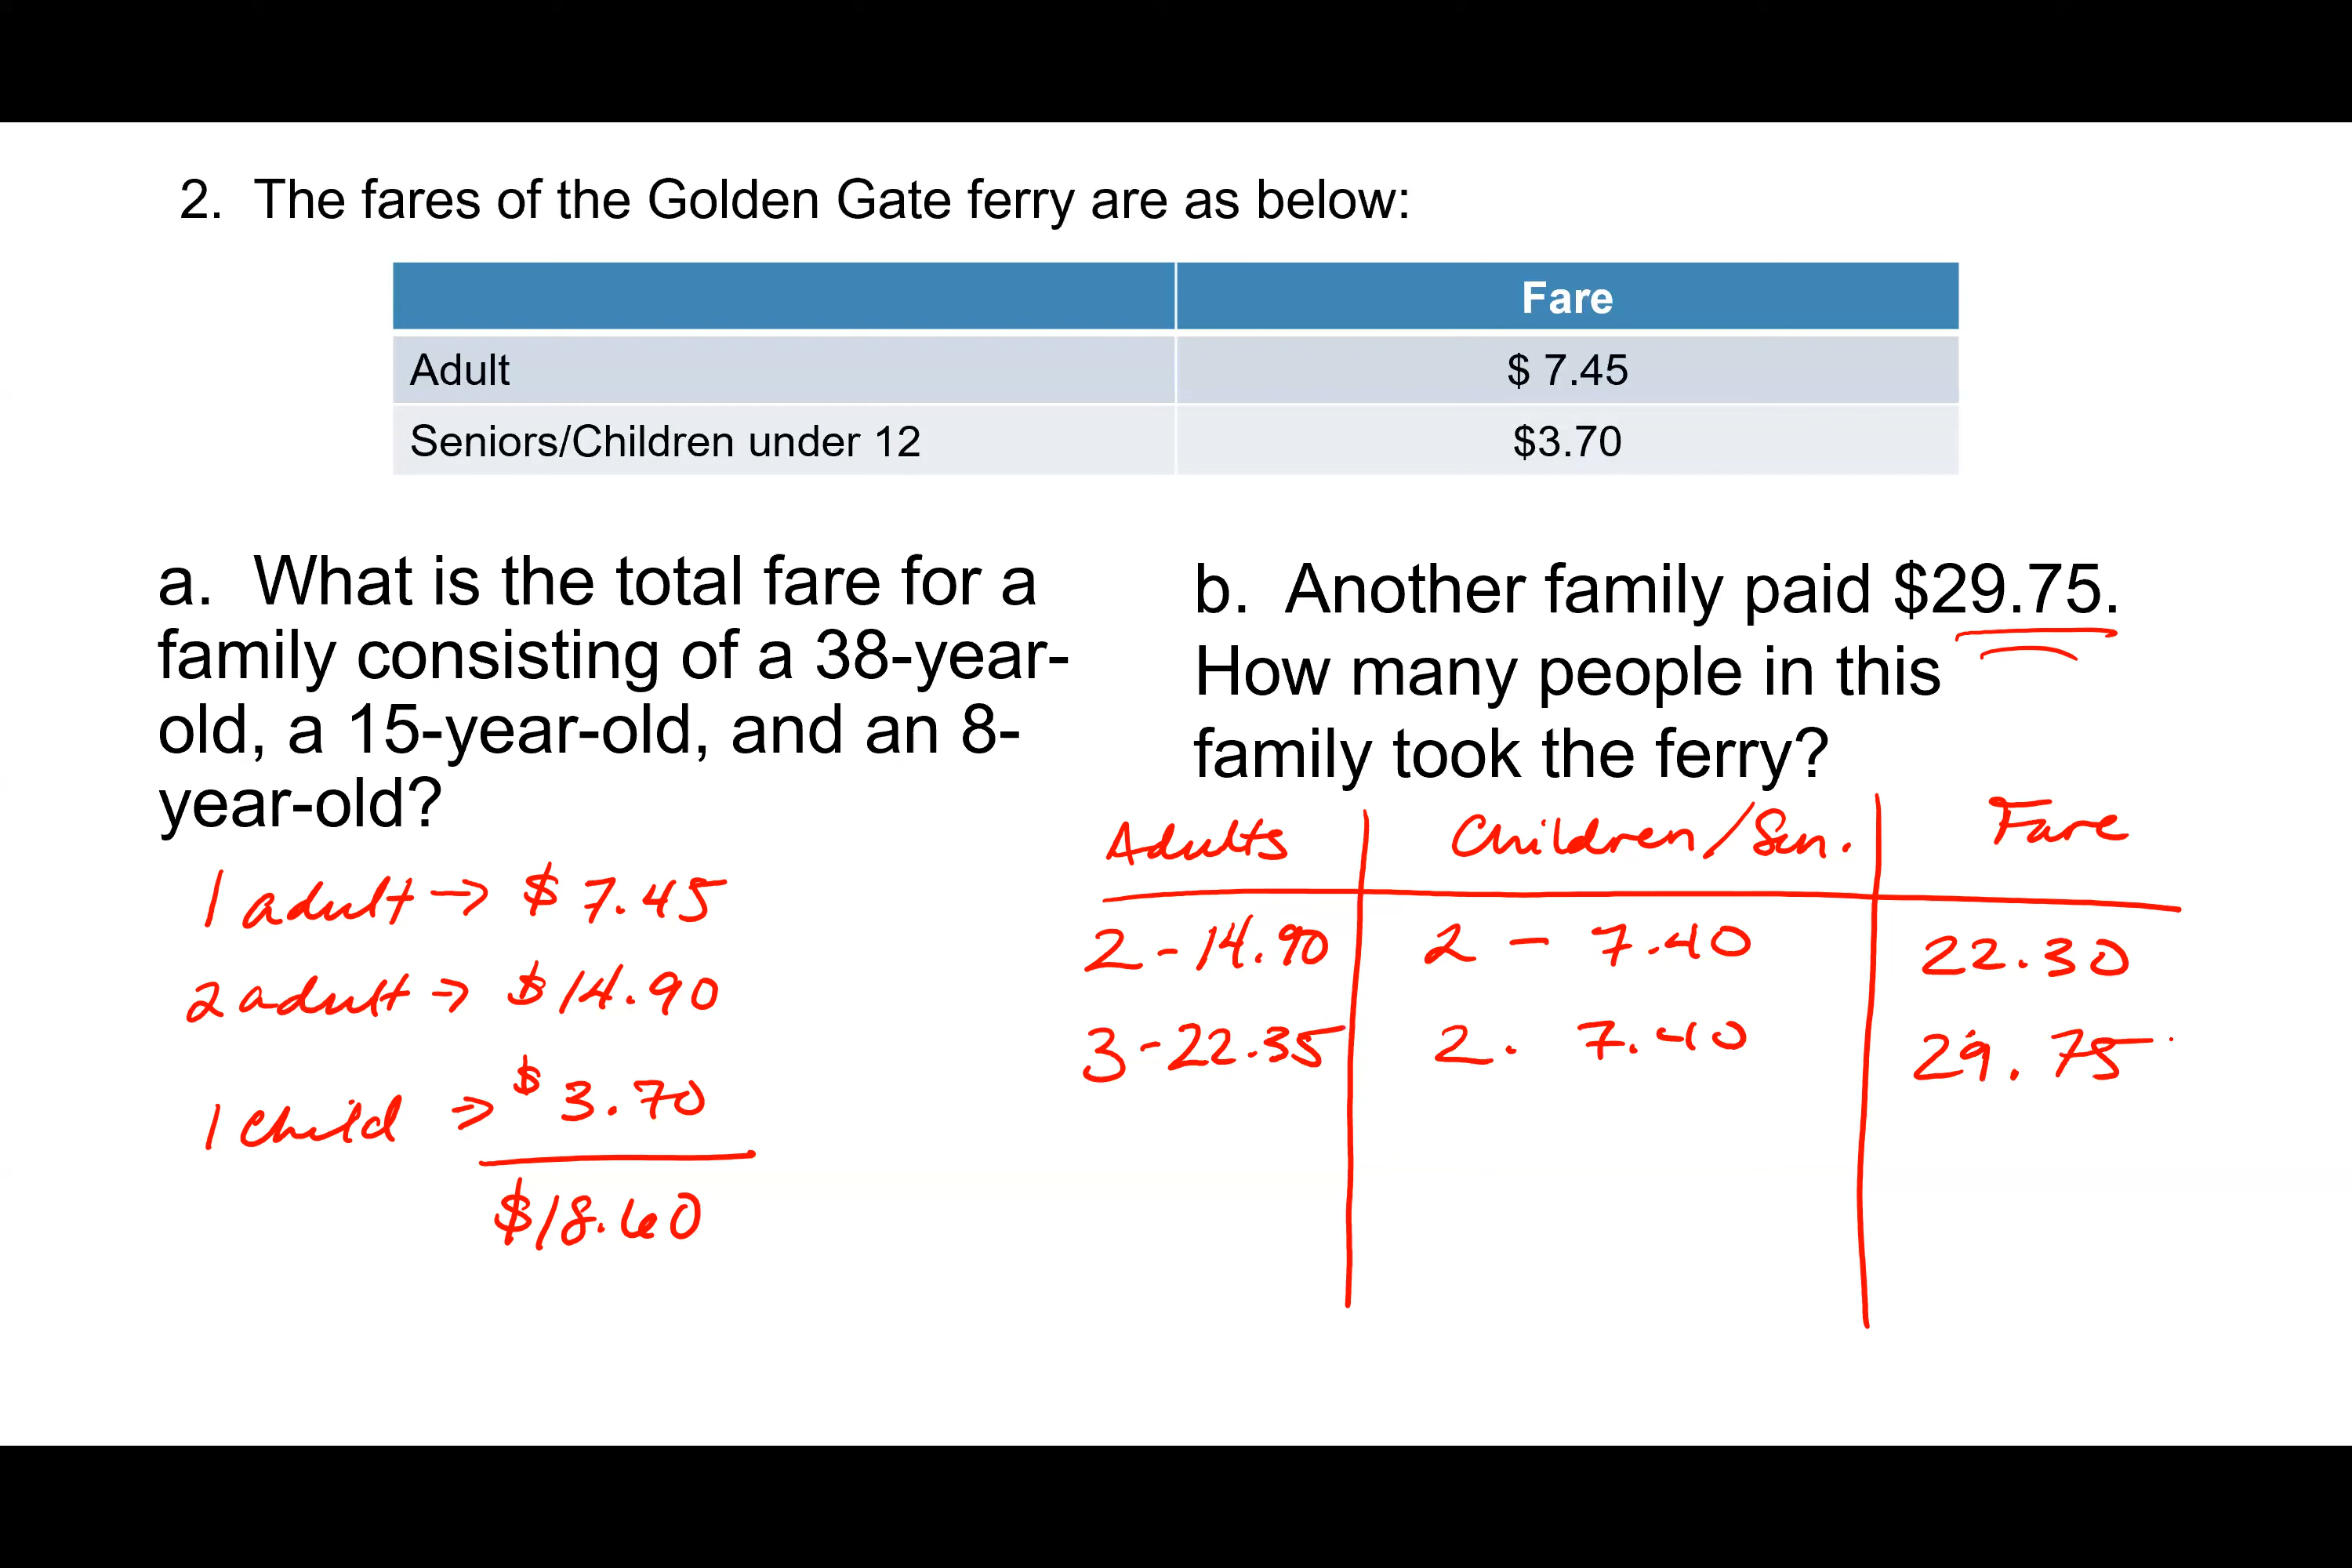 2. The fares of the Golden Gate ferry are as below:
Fare
Adult $ 7.45
Seniors/Children under 12 $3.70
a. What is the total fare for a
family consisting of a 38-year-
old, a 15-year-old, and an 8-
year-old?
1 adult → $ 7.45
2 adult → $14.90
1 child → $3.70
$18.60
b. Another family paid $29.75.
How many people in this
family took the ferry?
Adults Children/Sen. Fare
2 - 14.90 2 - 7.40 22.30
3 - 22.35 2. 7.40 29.75